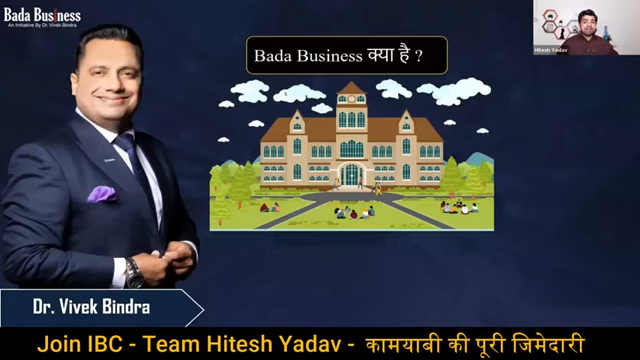 Bada Business
An Initiative By Dr. Vivek Bindra
Bada Business क्या है ?
Hitesh Yadav
Dr. Vivek Bindra
Join IBC - Team Hitesh Yadav - कामयाबी की पूरी जिमेदारी